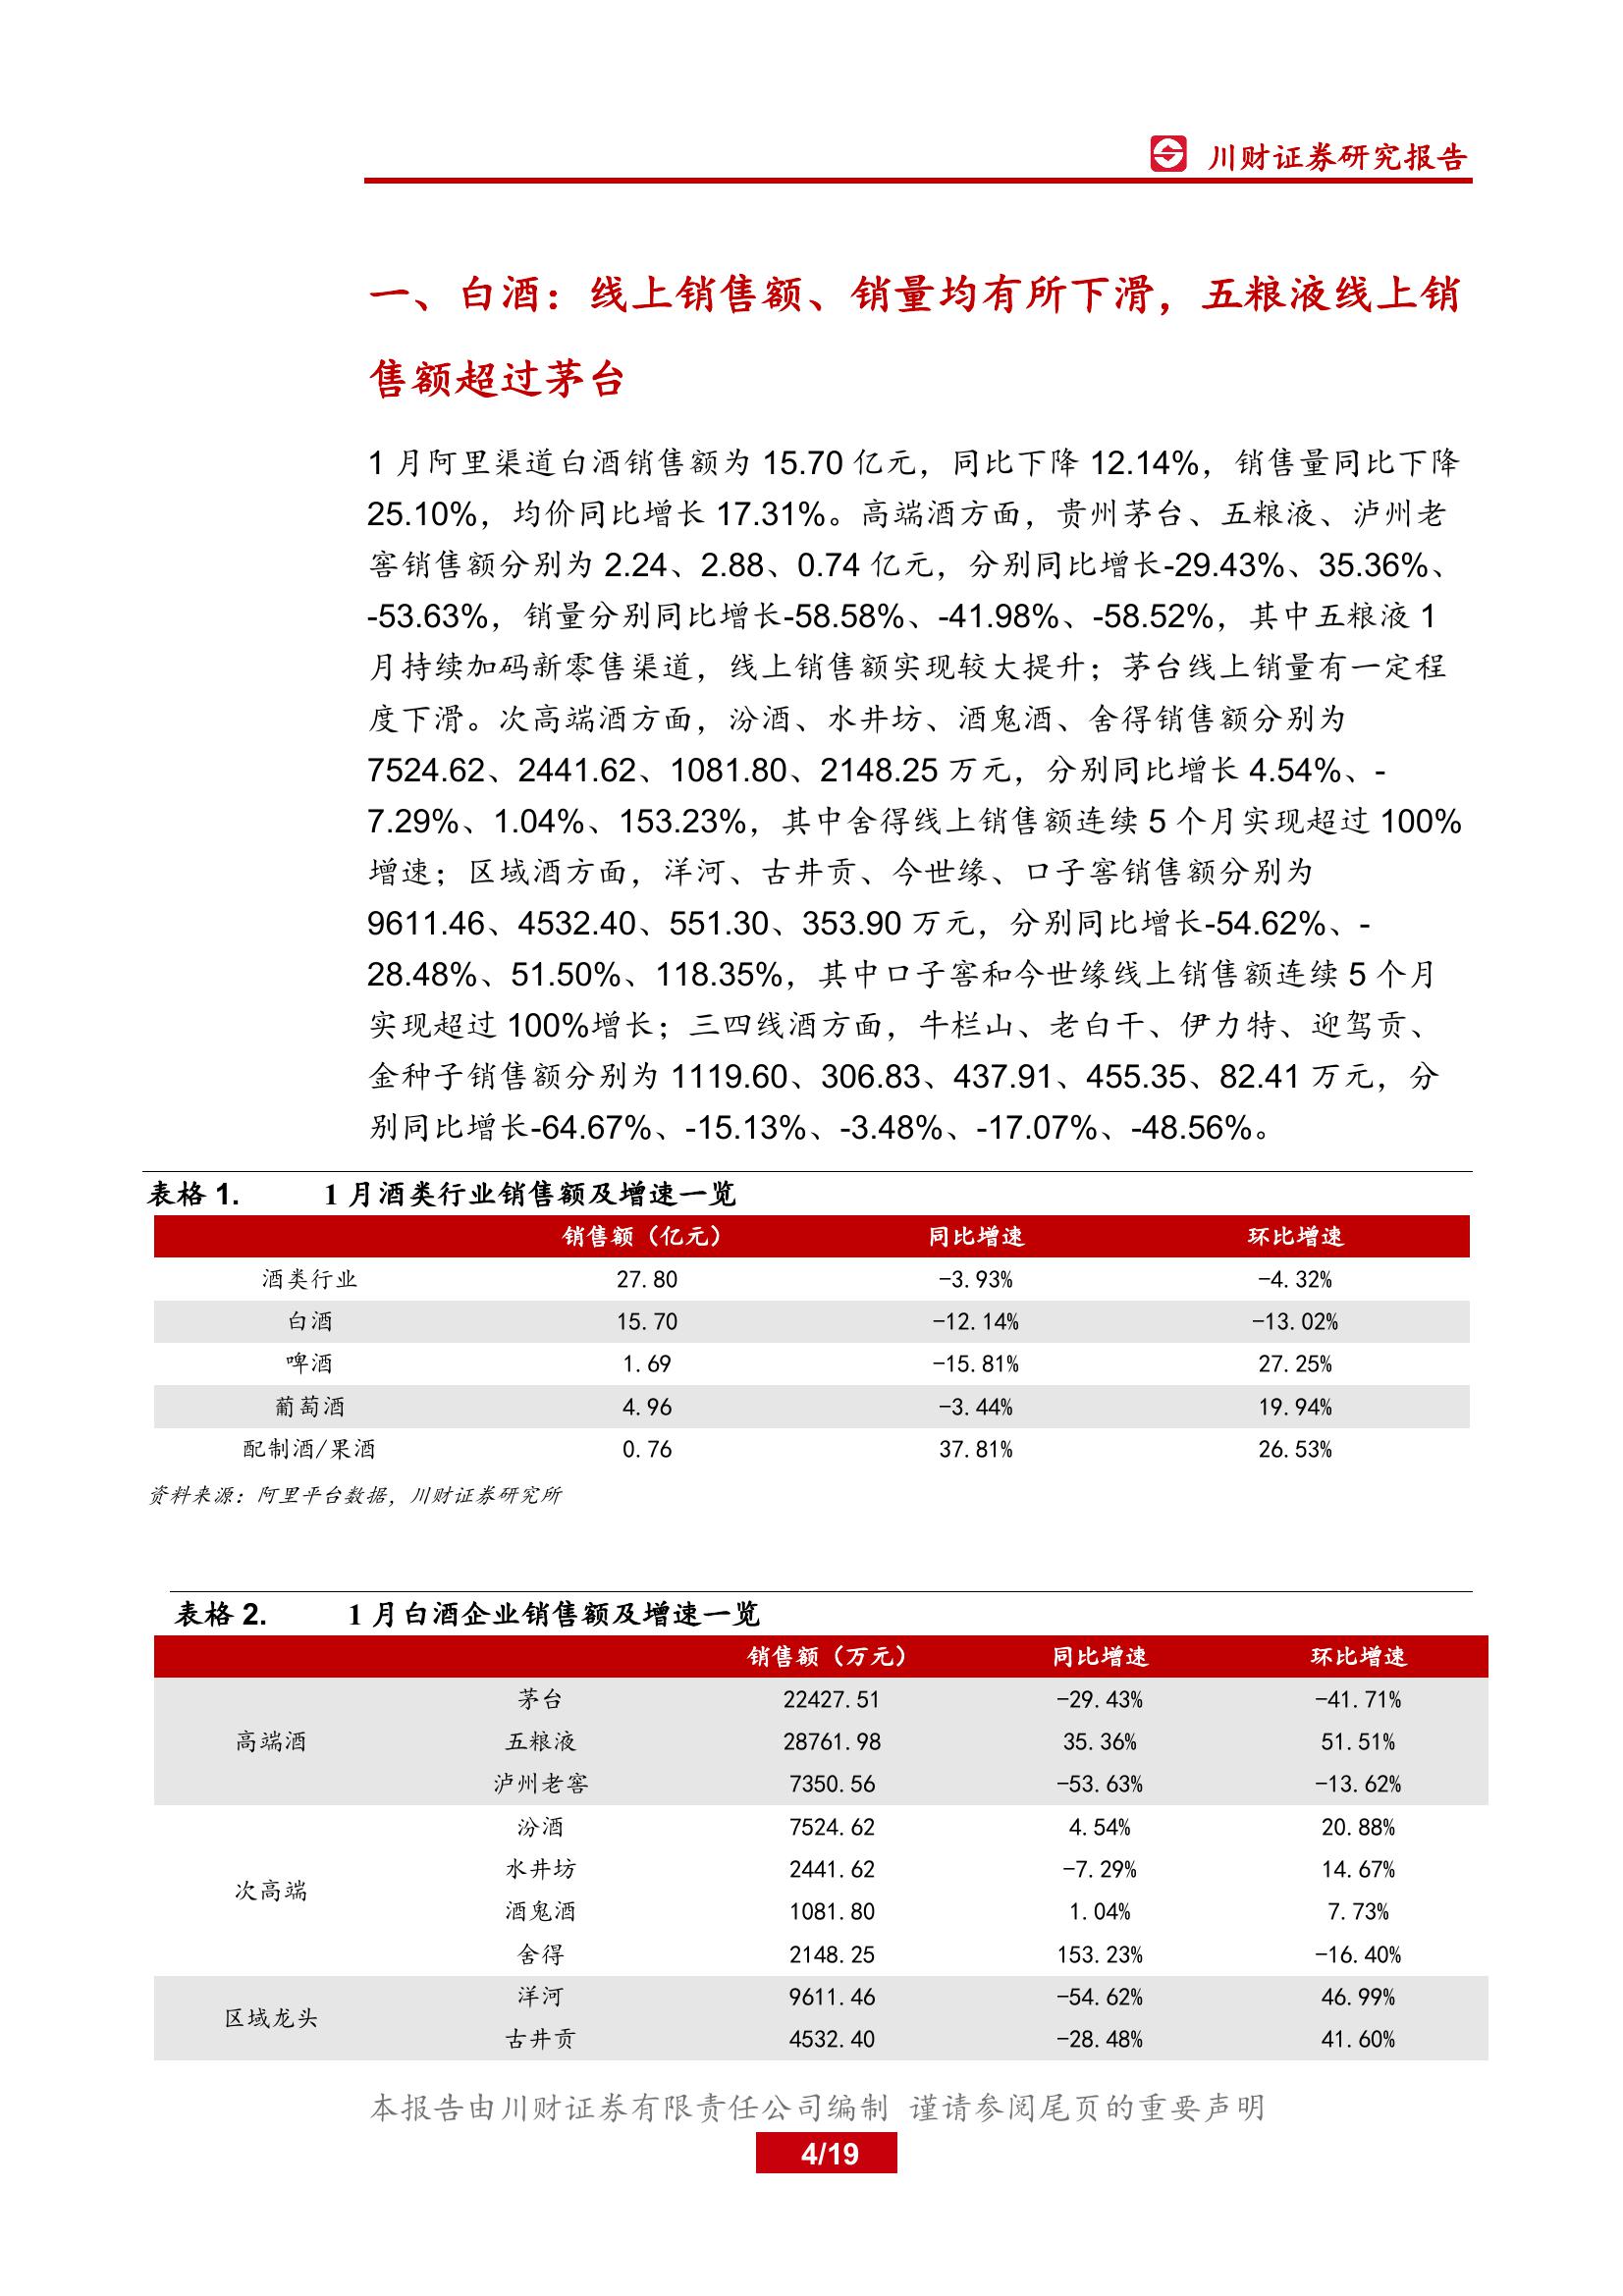 川财证券研究报告
一、白酒：线上销售额、销量均有所下滑，五粮液线上销
售额超过茅台
1 月阿里渠道白酒销售额为 15.70 亿元，同比下降 12.14%，销售量同比下降
25.10%，均价同比增长 17.31%。高端酒方面，贵州茅台、五粮液、泸州老
窖销售额分别为 2.24、2.88、0.74 亿元，分别同比增长-29.43%、35.36%、
-53.63%，销量分别同比增长-58.58%、-41.98%、-58.52%，其中五粮液 1
月持续加码新零售渠道，线上销售额实现较大提升；茅台线上销量有一定程
度下滑。次高端酒方面，汾酒、水井坊、酒鬼酒、舍得销售额分别为
7524.62、2441.62、1081.80、2148.25 万元，分别同比增长 4.54%、-
7.29%、1.04%、153.23%，其中舍得线上销售额连续 5 个月实现超过 100%
增速；区域酒方面，洋河、古井贡、今世缘、口子窖销售额分别为
9611.46、4532.40、551.30、353.90 万元，分别同比增长-54.62%、-
28.48%、51.50%、118.35%，其中口子窖和今世缘线上销售额连续 5 个月
实现超过 100%增长；三四线酒方面，牛栏山、老白干、伊力特、迎驾贡、
金种子销售额分别为 1119.60、306.83、437.91、455.35、82.41 万元，分
别同比增长-64.67%、-15.13%、-3.48%、-17.07%、-48.56%。
表格 1. 1 月酒类行业销售额及增速一览
销售额（亿元） 同比增速 环比增速
酒类行业 27.80 -3.93% -4.32%
白酒 15.70 -12.14% -13.02%
啤酒 1.69 -15.81% 27.25%
葡萄酒 4.96 -3.44% 19.94%
配制酒/果酒 0.76 37.81% 26.53%
资料来源：阿里平台数据，川财证券研究所
表格 2. 1 月白酒企业销售额及增速一览
销售额（万元） 同比增速 环比增速
茅台 22427.51 -29.43% -41.71%
高端酒 五粮液 28761.98 35.36% 51.51%
泸州老窖 7350.56 -53.63% -13.62%
汾酒 7524.62 4.54% 20.88%
水井坊 2441.62 -7.29% 14.67%
次高端
酒鬼酒 1081.80 1.04% 7.73%
舍得 2148.25 153.23% -16.40%
洋河 9611.46 -54.62% 46.99%
区域龙头
古井贡 4532.40 -28.48% 41.60%
本报告由川财证券有限责任公司编制 谨请参阅尾页的重要声明
4/19